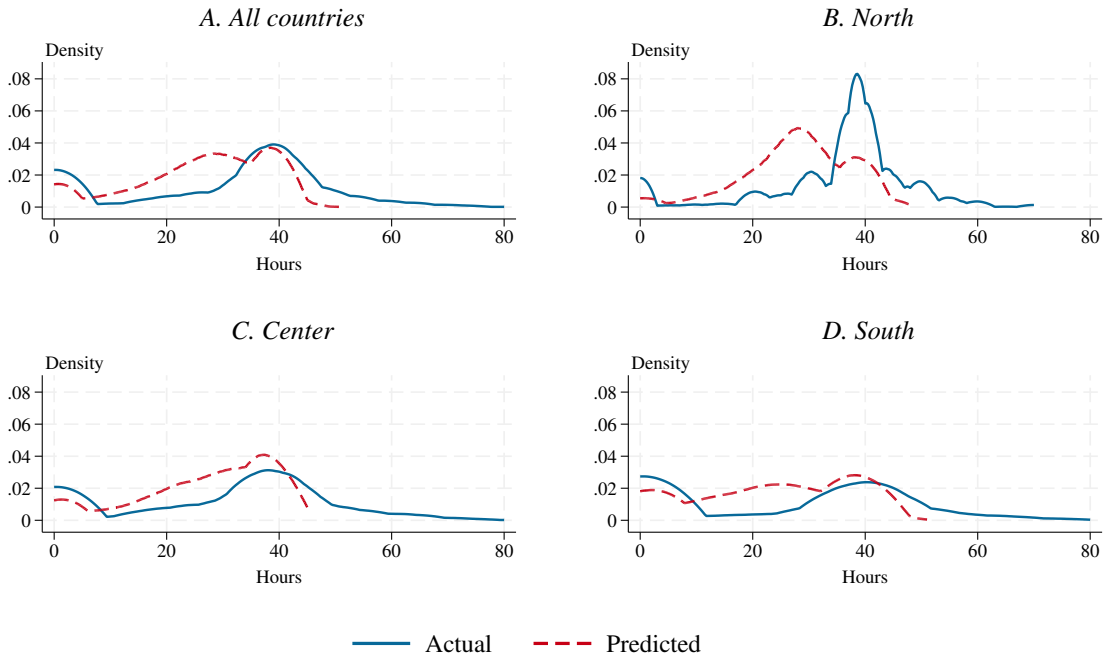 A. All countries
Density
.08
.06
.04
.02
0
0 20 40 60 80
Hours
B. North
Density
.08
.06
.04
.02
0
0 20 40 60 80
Hours
C. Center
Density
.08
.06
.04
.02
0
0 20 40 60 80
Hours
D. South
Density
.08
.06
.04
.02
0
0 20 40 60 80
Hours
Actual Predicted